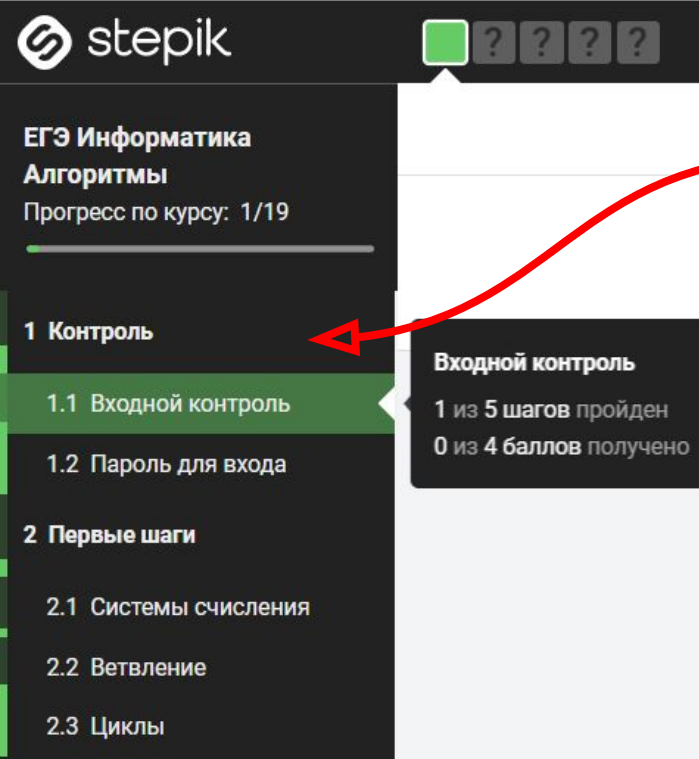 stepik
? ? ? ?
ЕГЭ Информатика
Алгоритмы
Прогресс по курсу: 1/19
1 Контроль
1.1 Входной контроль
1.2 Пароль для входа
2 Первые шаги
2.1 Системы счисления
2.2 Ветвление
2.3 Циклы
Входной контроль
1 из 5 шагов пройден
0 из 4 баллов получено